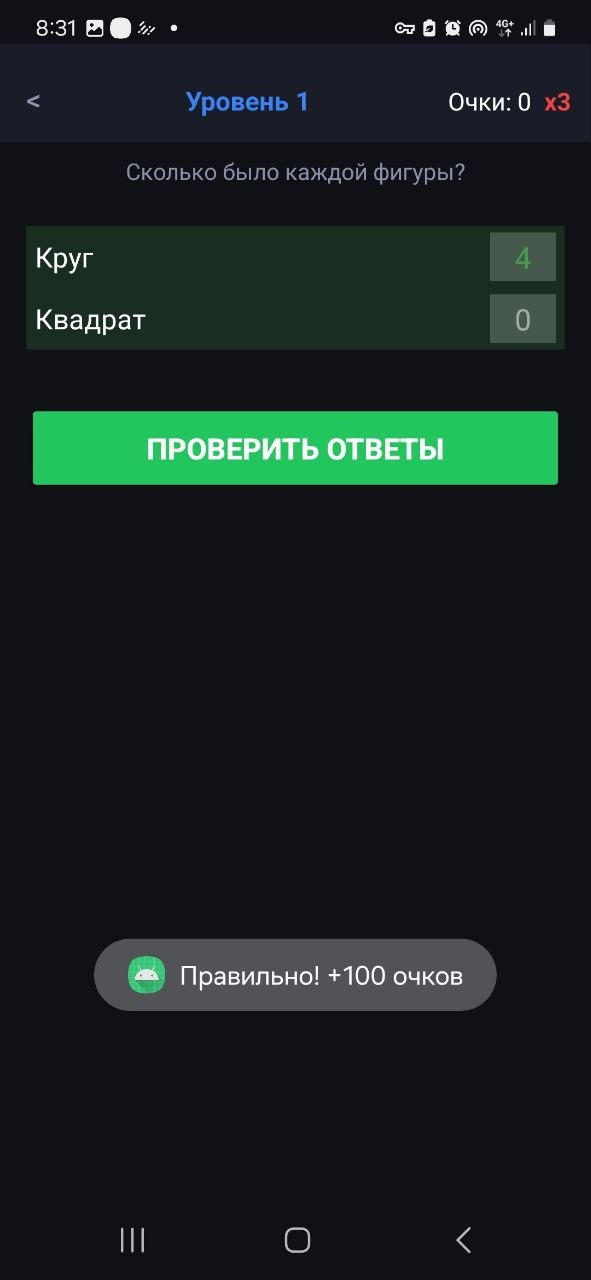 8:31 4G+
< Уровень 1 Очки: 0 x3
Сколько было каждой фигуры?
Круг 4
Квадрат 0
ПРОВЕРИТЬ ОТВЕТЫ
Правильно! +100 очков